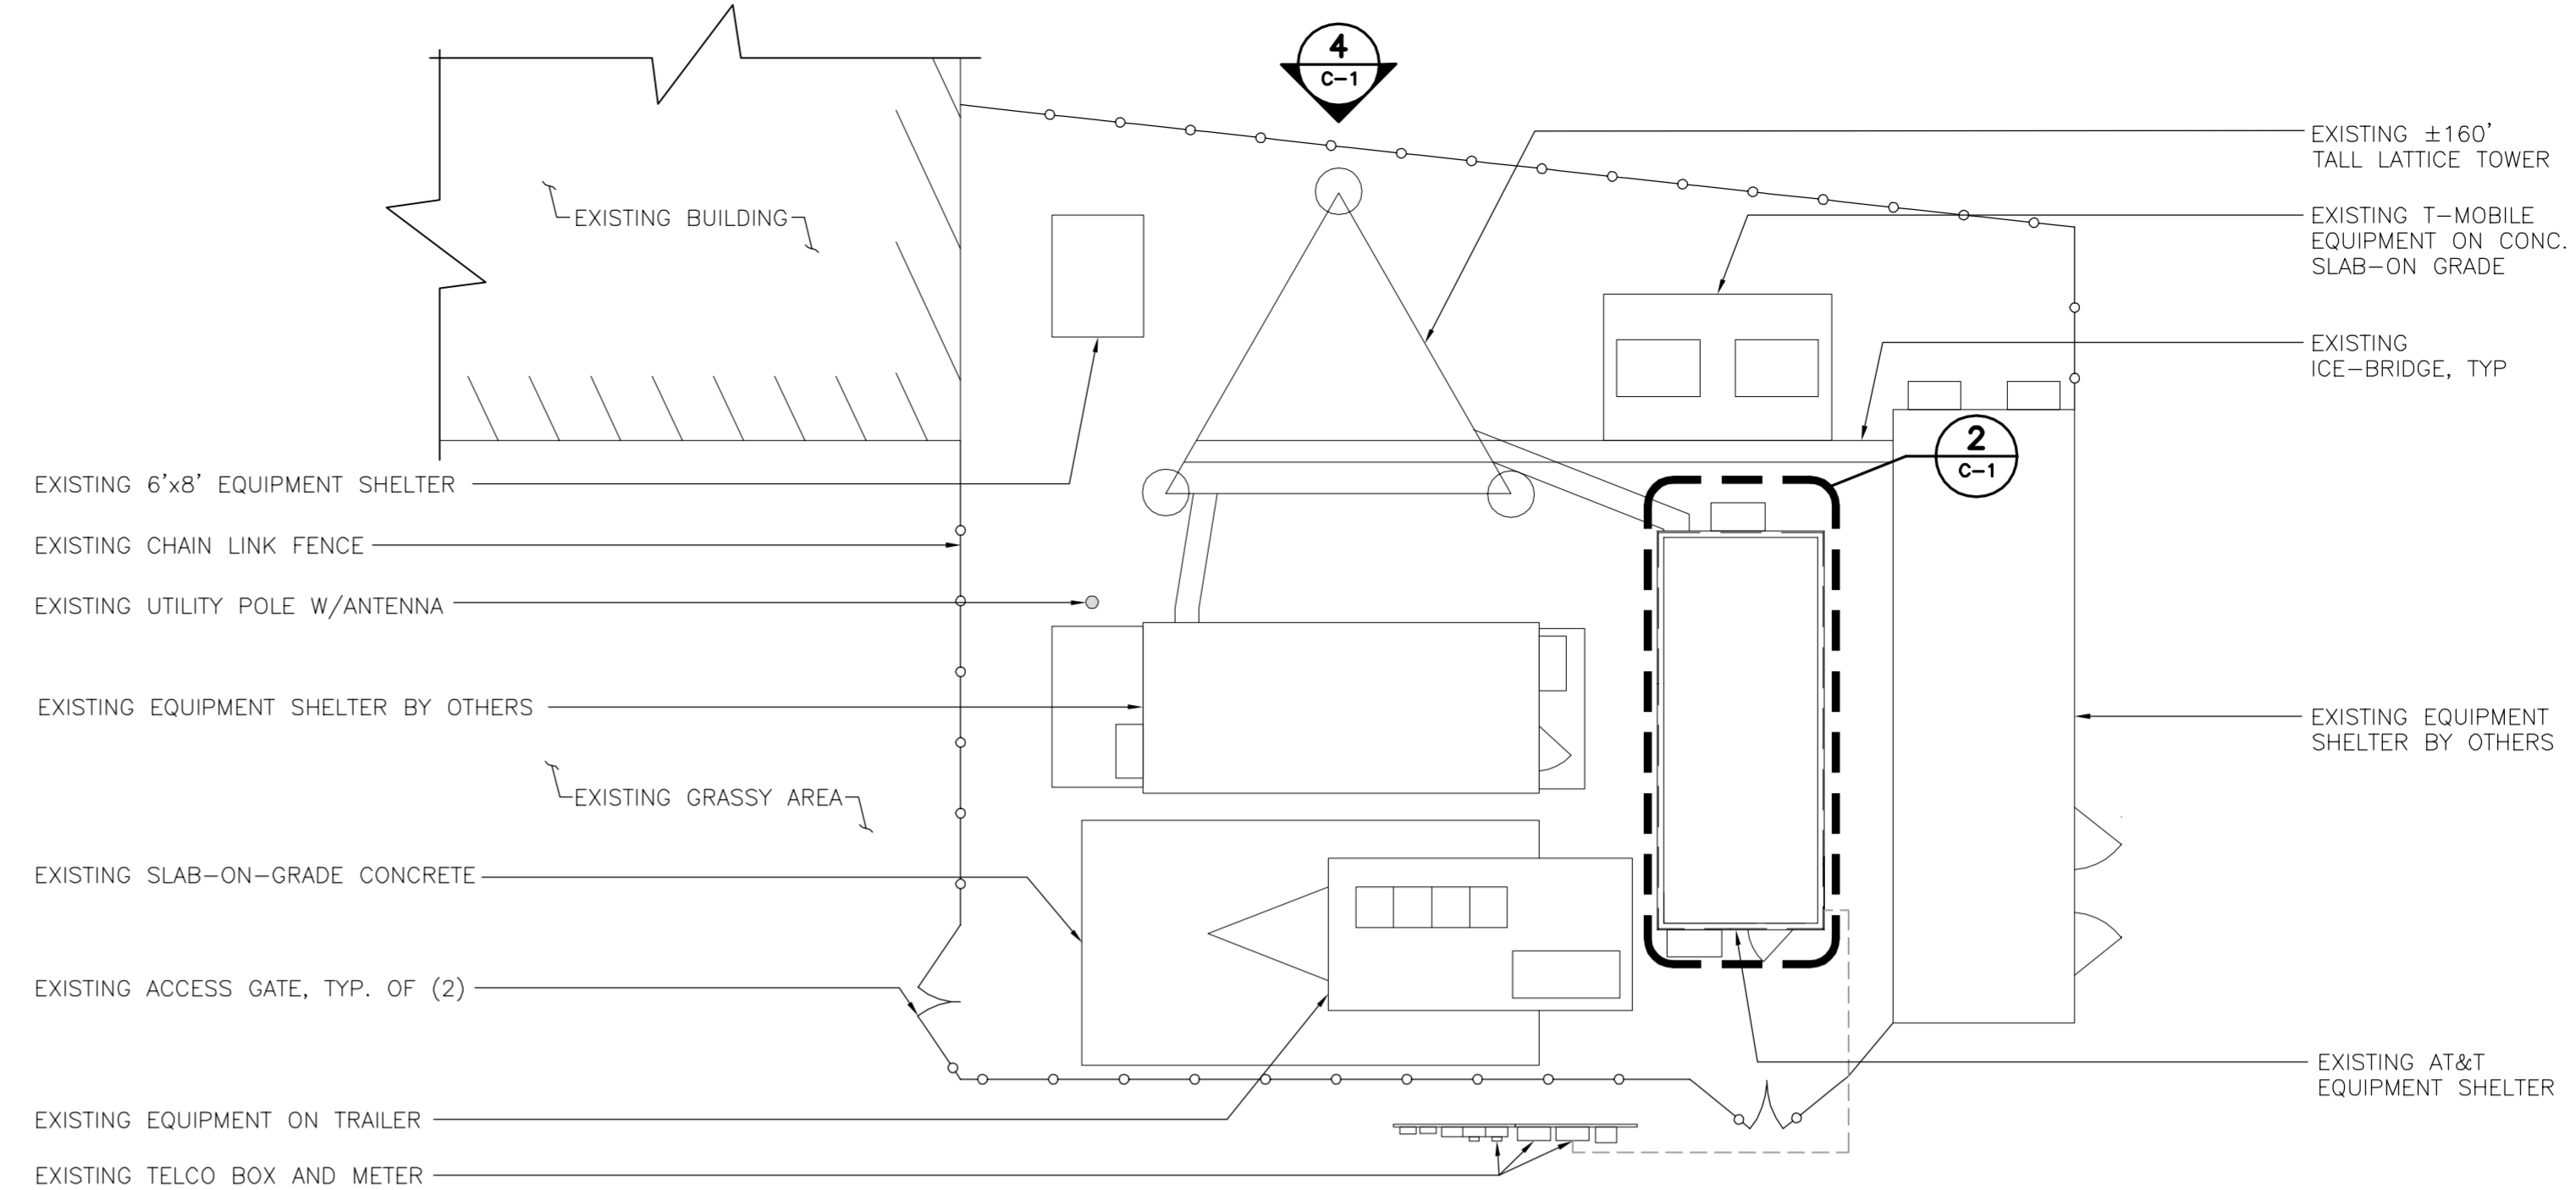 4
C-1
EXISTING ±160'
TALL LATTICE TOWER
EXISTING T-MOBILE
EQUIPMENT ON CONC.
SLAB-ON GRADE
EXISTING BUILDING
EXISTING
ICE-BRIDGE, TYP
2
C-1
EXISTING 6'x8' EQUIPMENT SHELTER
EXISTING CHAIN LINK FENCE
EXISTING UTILITY POLE W/ANTENNA
EXISTING EQUIPMENT SHELTER BY OTHERS
EXISTING EQUIPMENT
SHELTER BY OTHERS
EXISTING GRASSY AREA
EXISTING SLAB-ON-GRADE CONCRETE
EXISTING ACCESS GATE, TYP. OF (2)
EXISTING AT&T
EQUIPMENT SHELTER
EXISTING EQUIPMENT ON TRAILER
EXISTING TELCO BOX AND METER